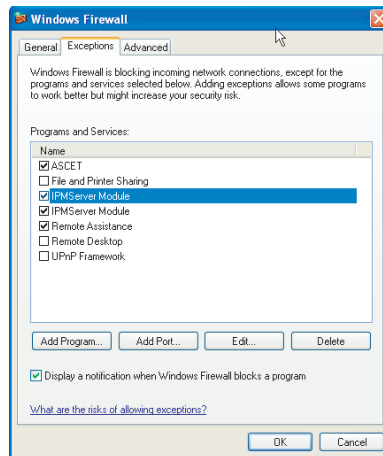 Windows Firewall
General Exceptions Advanced
Windows Firewall is blocking incoming network connections, except for the
programs and services selected below. Adding exceptions allows some programs
to work better but might increase your security risk.
Programs and Services:
Name
ASCET
File and Printer Sharing
IPMServer Module
IPMServer Module
Remote Assistance
Remote Desktop
UPnP Framework
Add Program... Add Port... Edit... Delete
Display a notification when Windows Firewall blocks a program
What are the risks of allowing exceptions?
OK Cancel